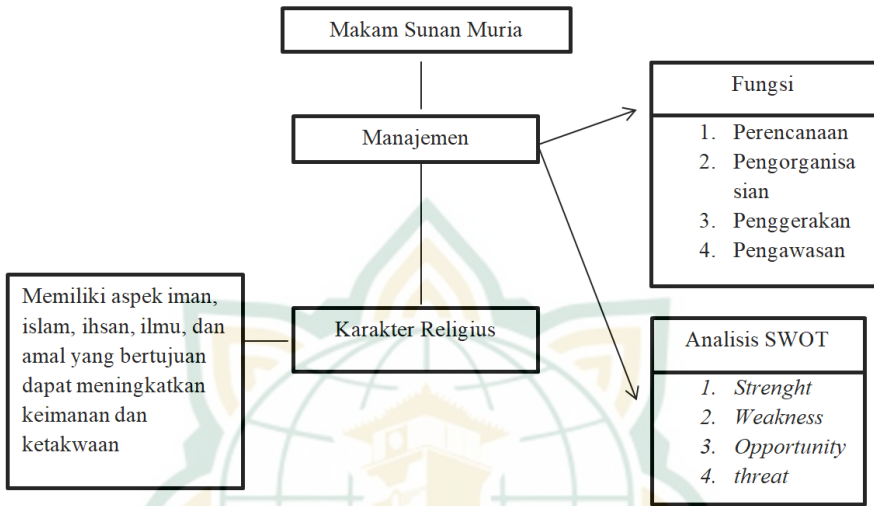 Makam Sunan Muria
Manajemen
Fungsi
1. Perencanaan
2. Pengorganisa
sian
3. Penggerakan
4. Pengawasan
Memiliki aspek iman,
islam, ihsan, ilmu, dan
amal yang bertujuan
dapat meningkatkan
keimanan dan
ketakwaan
Karakter Religius
Analisis SWOT
1. Strenght
2. Weakness
3. Opportunity
4. threat